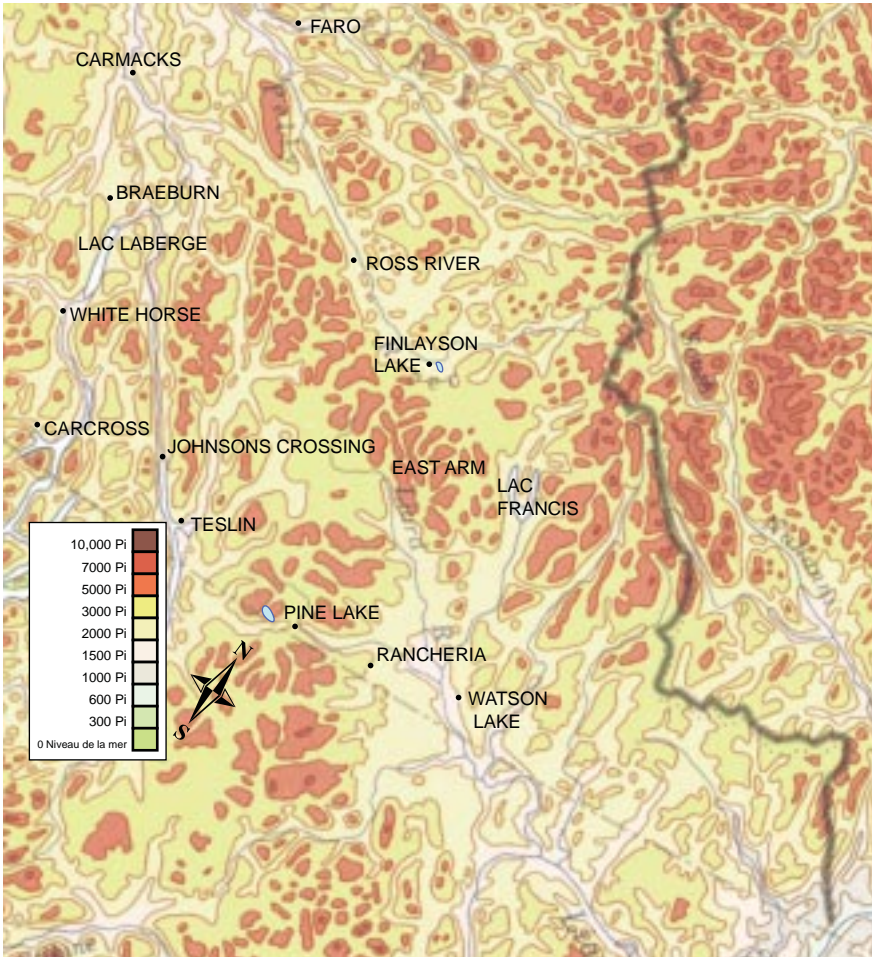 FARO
CARMACKS
BRAEBURN
LAC LABERGE
ROSS RIVER
WHITE HORSE
FINLAYSON
LAKE
CARCROSS
JOHNSONS CROSSING
EAST ARM
LAC
FRANCIS
TESLIN
10,000 Pi
7000 Pi
5000 Pi
3000 Pi
2000 Pi
1500 Pi
1000 Pi
600 Pi
300 Pi
0 Niveau de la mer
PINE LAKE
N
S
RANCHERIA
WATSON
LAKE